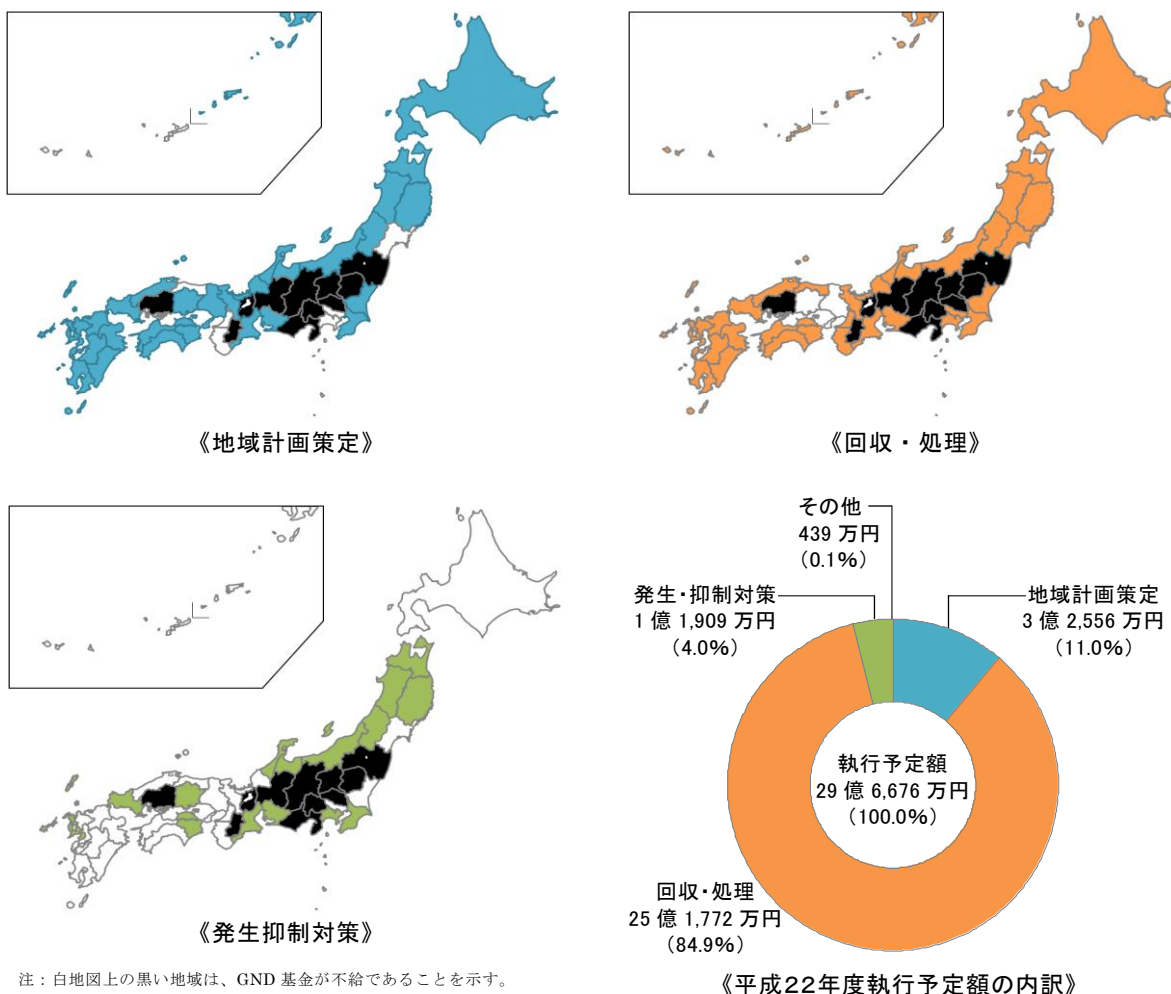 《地域計画策定》
《回収・処理》
《発生抑制対策》
その他
439 万円
(0.1%)
発生・抑制対策
1 億 1,909 万円
(4.0%)
地域計画策定
3 億 2,556 万円
(11.0%)
執行予定額
29 億 6,676 万円
(100.0%)
回収・処理
25 億 1,772 万円
(84.9%)
《平成22年度執行予定額の内訳》
注：白地図上の黒い地域は、GND 基金が不給であることを示す。